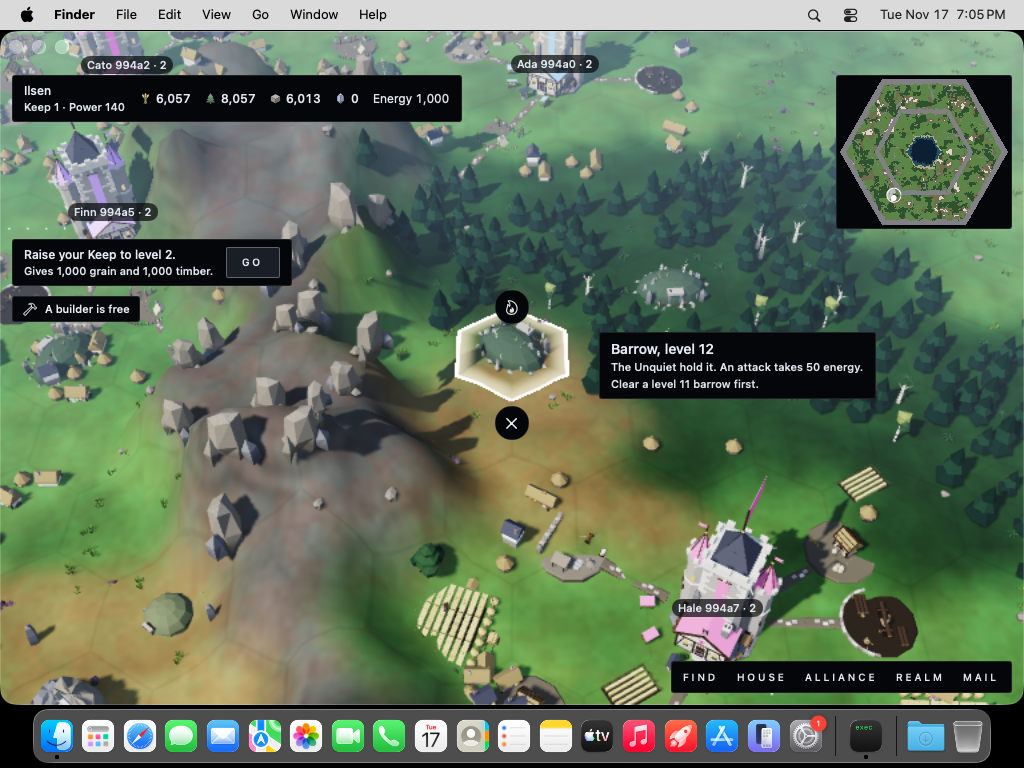 Finder File Edit View Go Window Help Tue Nov 17 7:05 PM
Cato 994a2 · 2
Ada 994a0 · 2
Ilsen
Keep 1 · Power 140
6,057 8,057 6,013 0 Energy 1,000
Finn 994a5 · 2
Raise your Keep to level 2.
Gives 1,000 grain and 1,000 timber.
GO
A builder is free
Barrow, level 12
The Unquiet hold it. An attack takes 50 energy.
Clear a level 11 barrow first.
Hale 994a7 · 2
FIND HOUSE ALLIANCE REALM MAIL
Tue
17
tv
1
exec